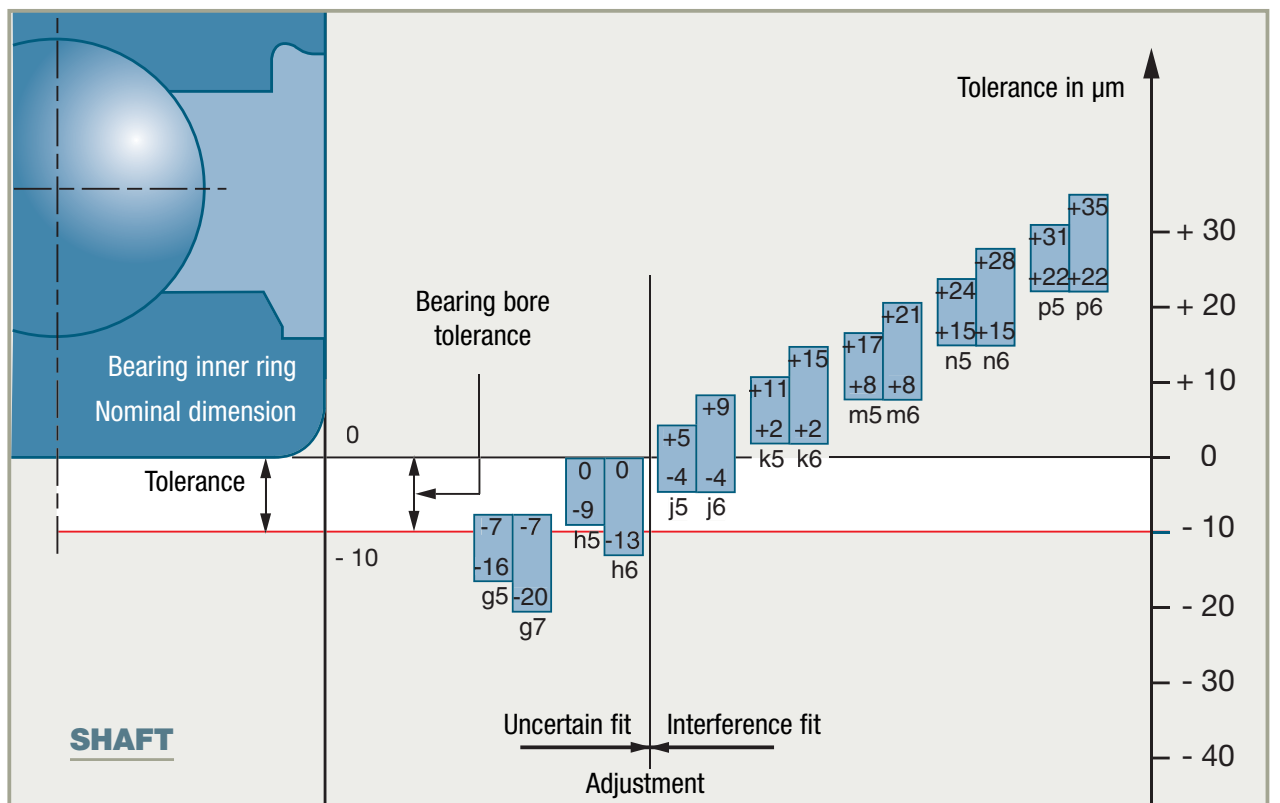 Tolerance in µm
+35
+31
+ 30
+28
+22
+22
+24
Bearing bore
tolerance
p5
p6
+ 20
+21
+17
+15
+15
n5
n6
Bearing inner ring
Nominal dimension
+15
+11
+ 10
+8
+8
m5
m6
+9
+5
+2
+2
0
k5
k6
0
Tolerance
0
0
-4
-4
j5
j6
-9
- 10
-7
-7
h5
-13
- 10
h6
-16
g5
-20
- 20
g7
- 30
SHAFT
Uncertain fit
Interference fit
- 40
Adjustment